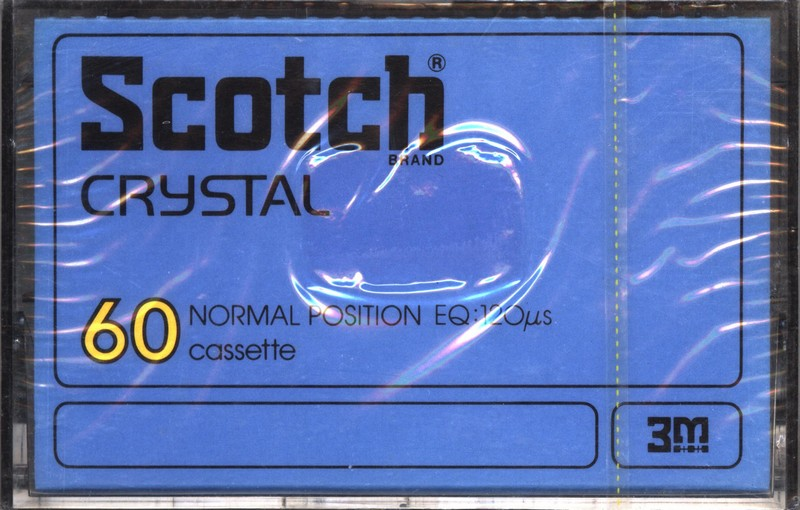 Scotch®
BRAND
CRYSTAL
60 NORMAL POSITION EQ:120µs
cassette
3M